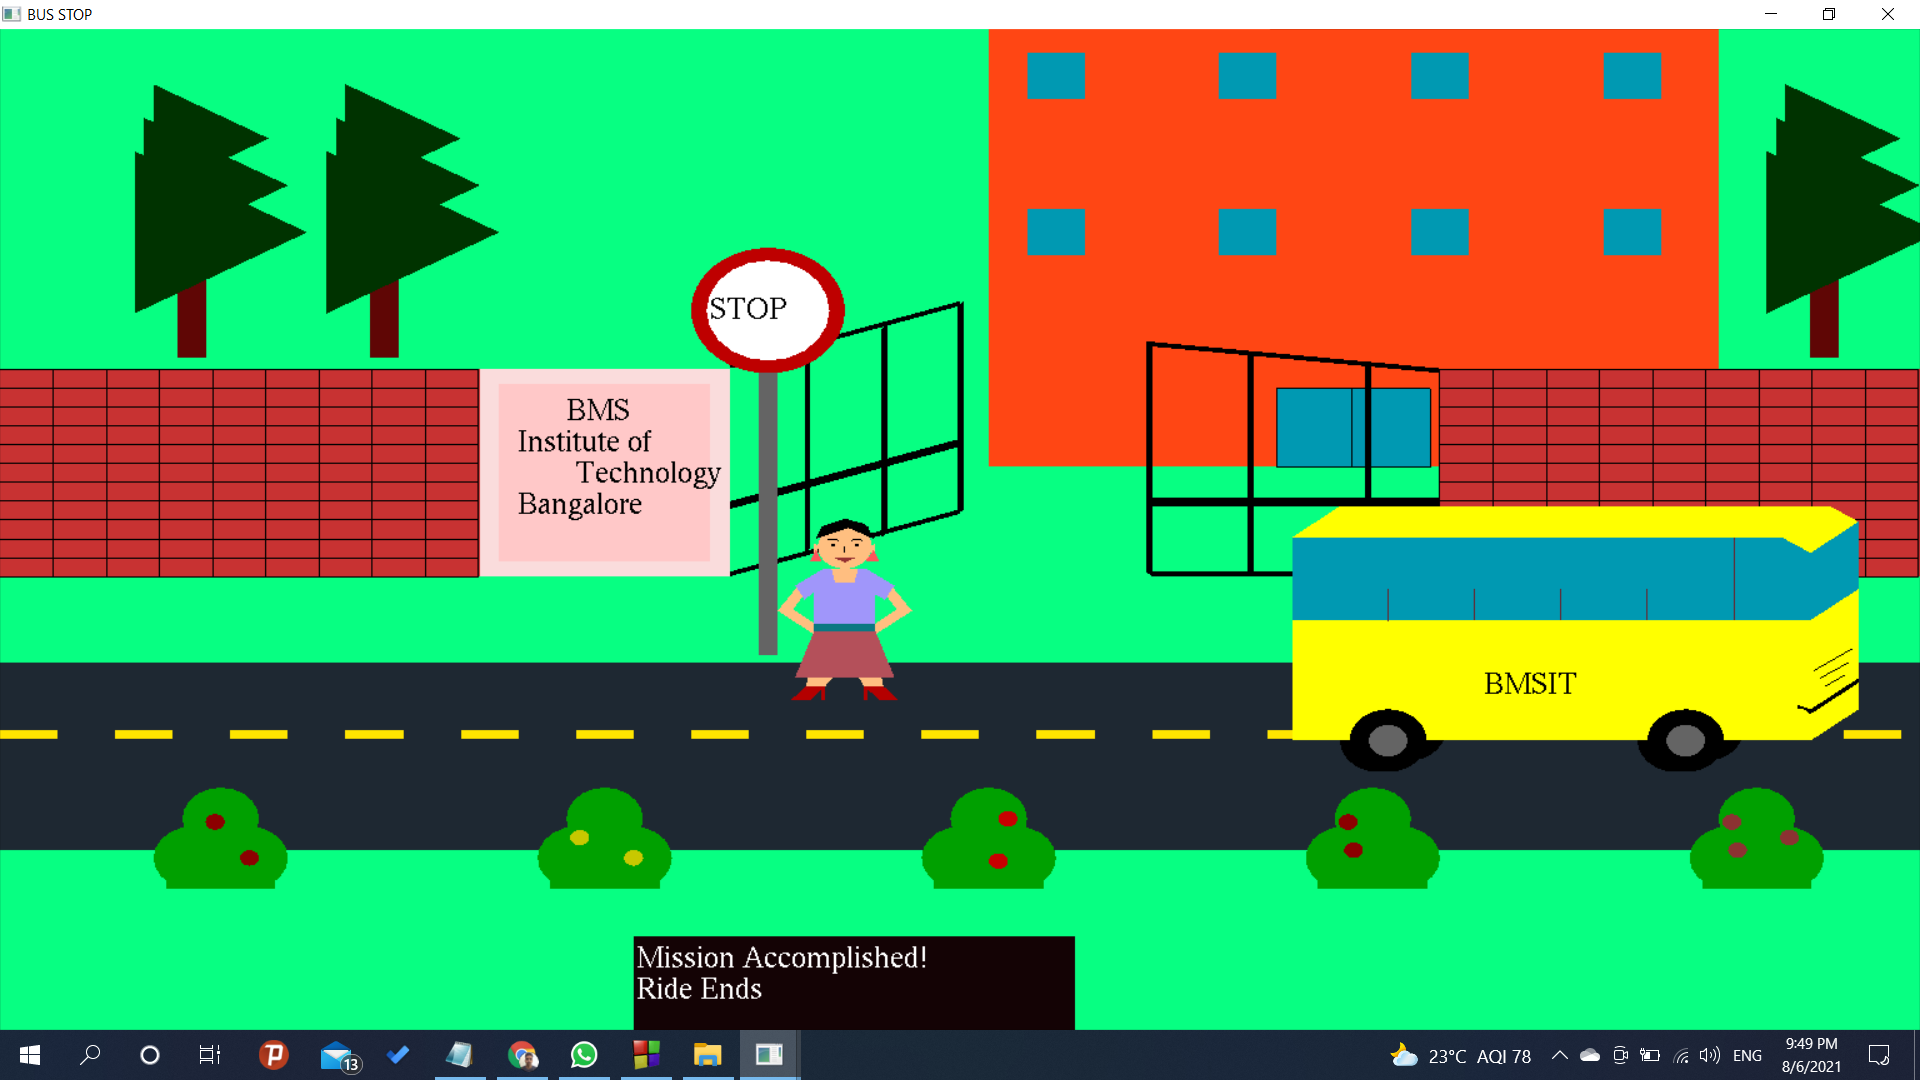 BUS STOP
STOP
BMS
Institute of
Technology
Bangalore
BMSIT
Mission Accomplished!
Ride Ends
13
23°C AQI 78
ENG
9:49 PM
8/6/2021